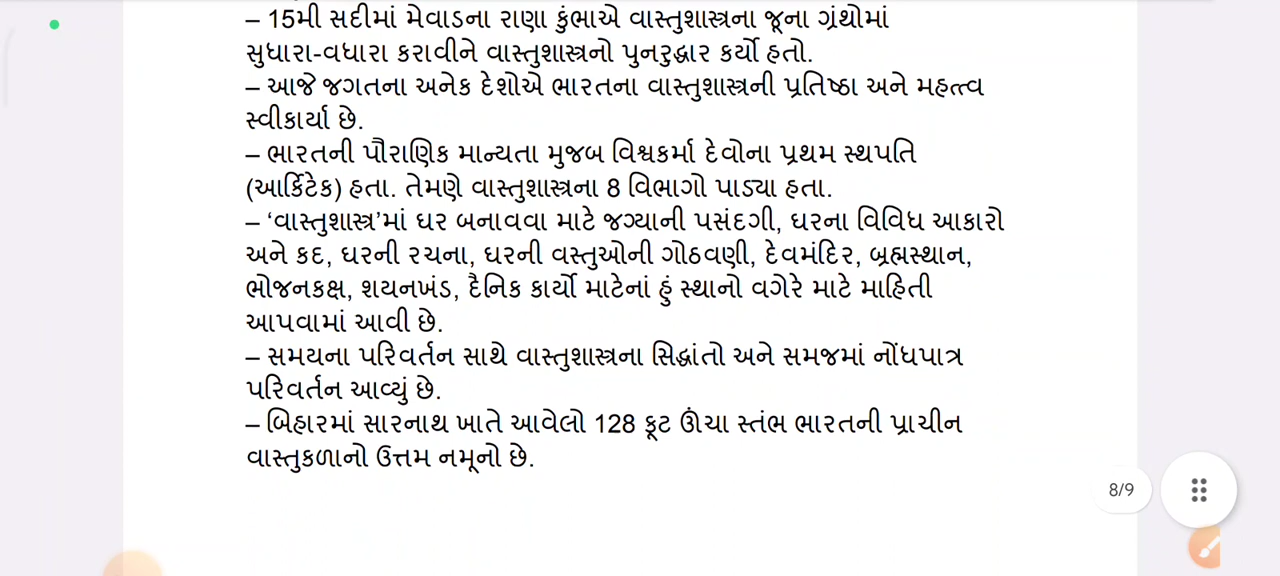 – 15મી સદીમાં મેવાડના રાણા કુંભાએ વાસ્તુશાસ્ત્રના જૂના ગ્રંથોમાં
સુધારા-વધારા કરાવીને વાસ્તુશાસ્ત્રનો પુનરુદ્ધાર કર્યો હતો.
– આજે જગતના અનેક દેશોએ ભારતના વાસ્તુશાસ્ત્રની પ્રતિષ્ઠા અને મહત્ત્વ
સ્વીકાર્યા છે.
– ભારતની પૌરાણિક માન્યતા મુજબ વિશ્વકર્મા દેવોના પ્રથમ સ્થપતિ
(આર્કિટેક) હતા. તેમણે વાસ્તુશાસ્ત્રના 8 વિભાગો પાડ્યા હતા.
– ‘વાસ્તુશાસ્ત્ર’માં ઘર બનાવવા માટે જગ્યાની પસંદગી, ઘરના વિવિધ આકારો
અને કદ, ઘરની રચના, ઘરની વસ્તુઓની ગોઠવણી, દેવમંદિર, બ્રહ્મસ્થાન,
ભોજનકક્ષ, શયનખંડ, દૈનિક કાર્યો માટેનાં હું સ્થાનો વગેરે માટે માહિતી
આપવામાં આવી છે.
– સમયના પરિવર્તન સાથે વાસ્તુશાસ્ત્રના સિદ્ધાંતો અને સમજમાં નોંધપાત્ર
પરિવર્તન આવ્યું છે.
– બિહારમાં સારનાથ ખાતે આવેલો 128 ફૂટ ઊંચા સ્તંભ ભારતની પ્રાચીન
વાસ્તુકળાનો ઉત્તમ નમૂનો છે.
8/9